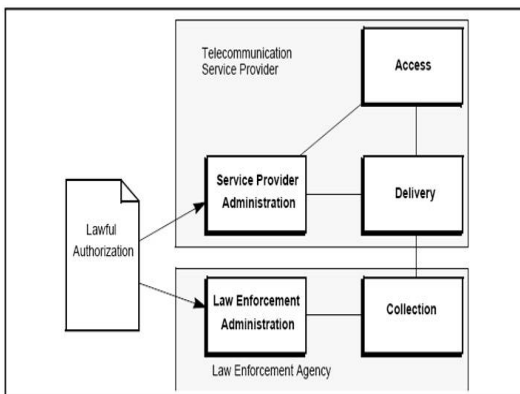 Telecommunication
Service Provider
Access
Service Provider
Administration
Delivery
Lawful
Authorization
Law Enforcement
Administration
Collection
Law Enforcement Agency